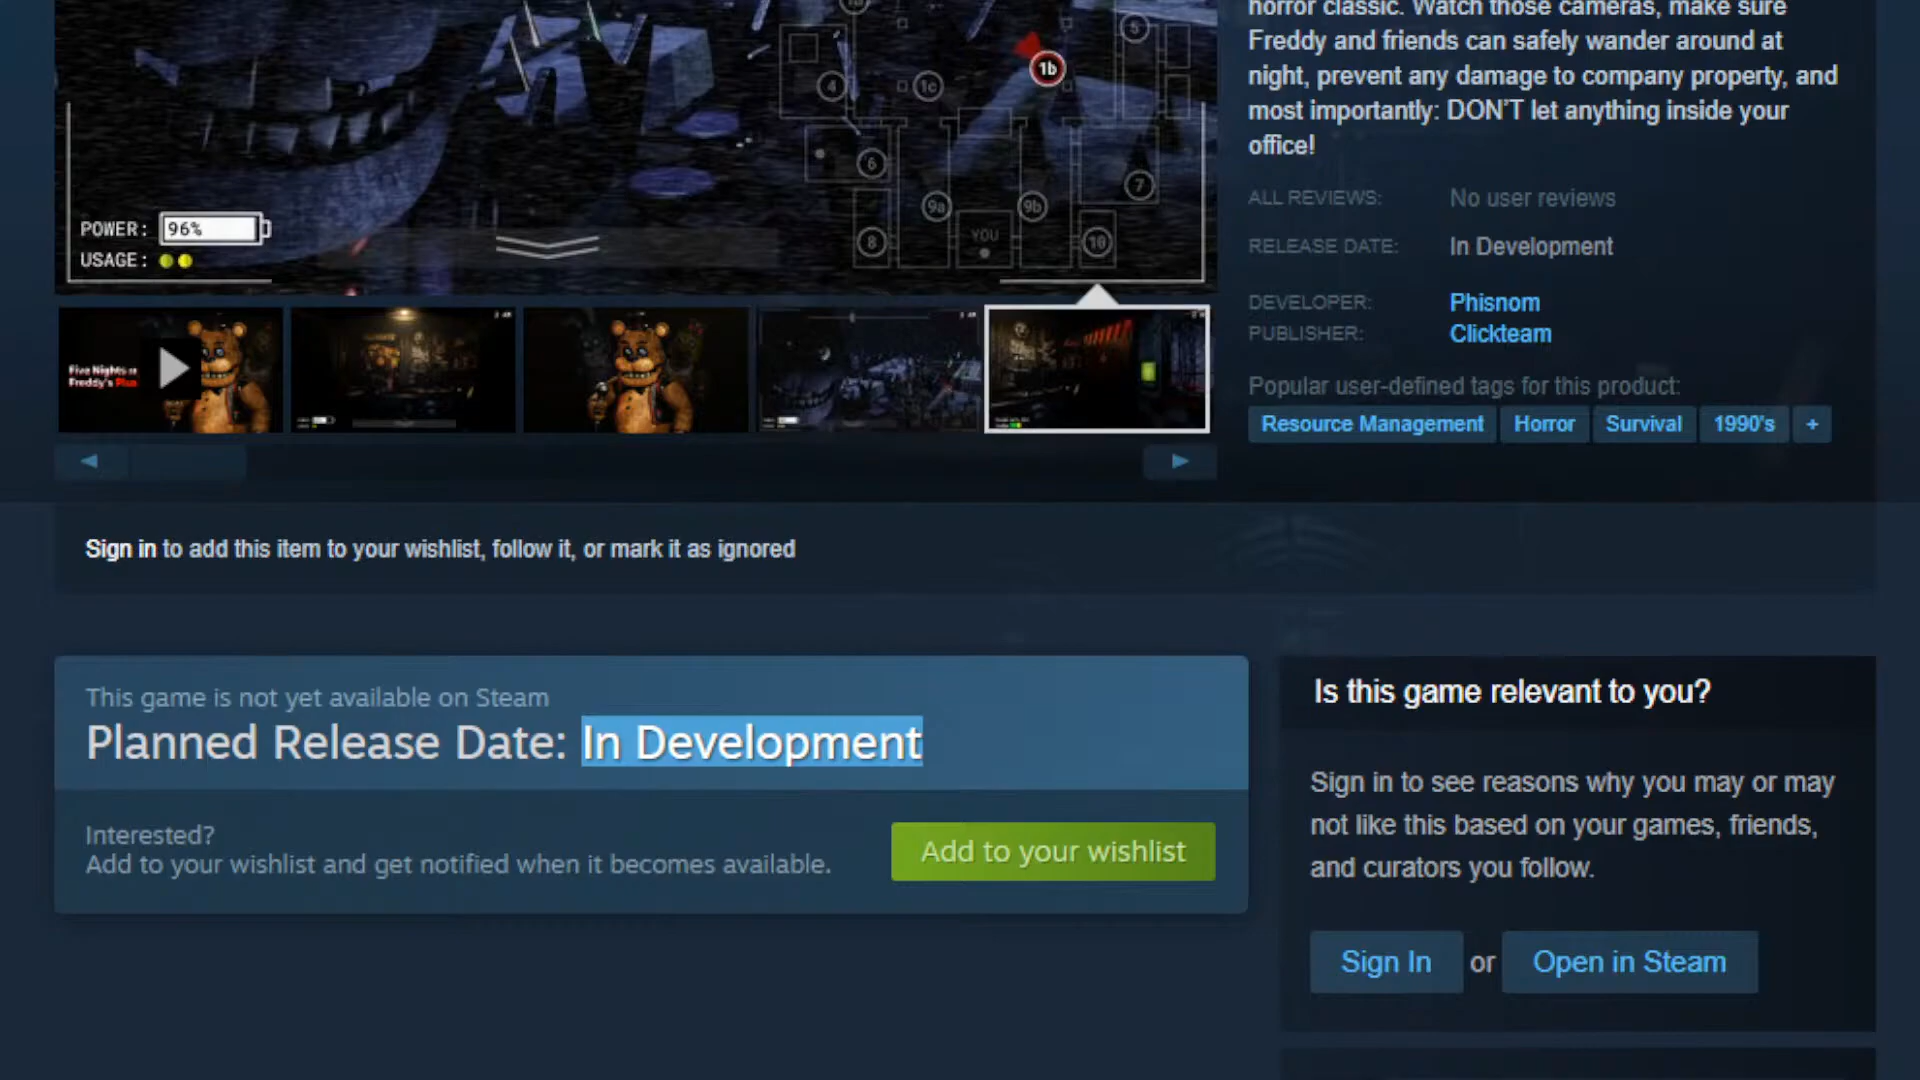 horror classic. Watch those cameras, make sure
Freddy and friends can safely wander around at
night, prevent any damage to company property, and
most importantly: DON'T let anything inside your
office!
5
1b
4
1c
6
7
9a
9b
8
YOU
10
POWER: 96%
USAGE:
Five Nights at
Freddy's Plus
ALL REVIEWS: No user reviews
RELEASE DATE: In Development
DEVELOPER: Phisnom
PUBLISHER: Clickteam
Popular user-defined tags for this product:
Resource Management Horror Survival 1990's +
Sign in to add this item to your wishlist, follow it, or mark it as ignored
This game is not yet available on Steam
Planned Release Date: In Development
Interested?
Add to your wishlist and get notified when it becomes available.
Add to your wishlist
Is this game relevant to you?
Sign in to see reasons why you may or may
not like this based on your games, friends,
and curators you follow.
Sign In or Open in Steam